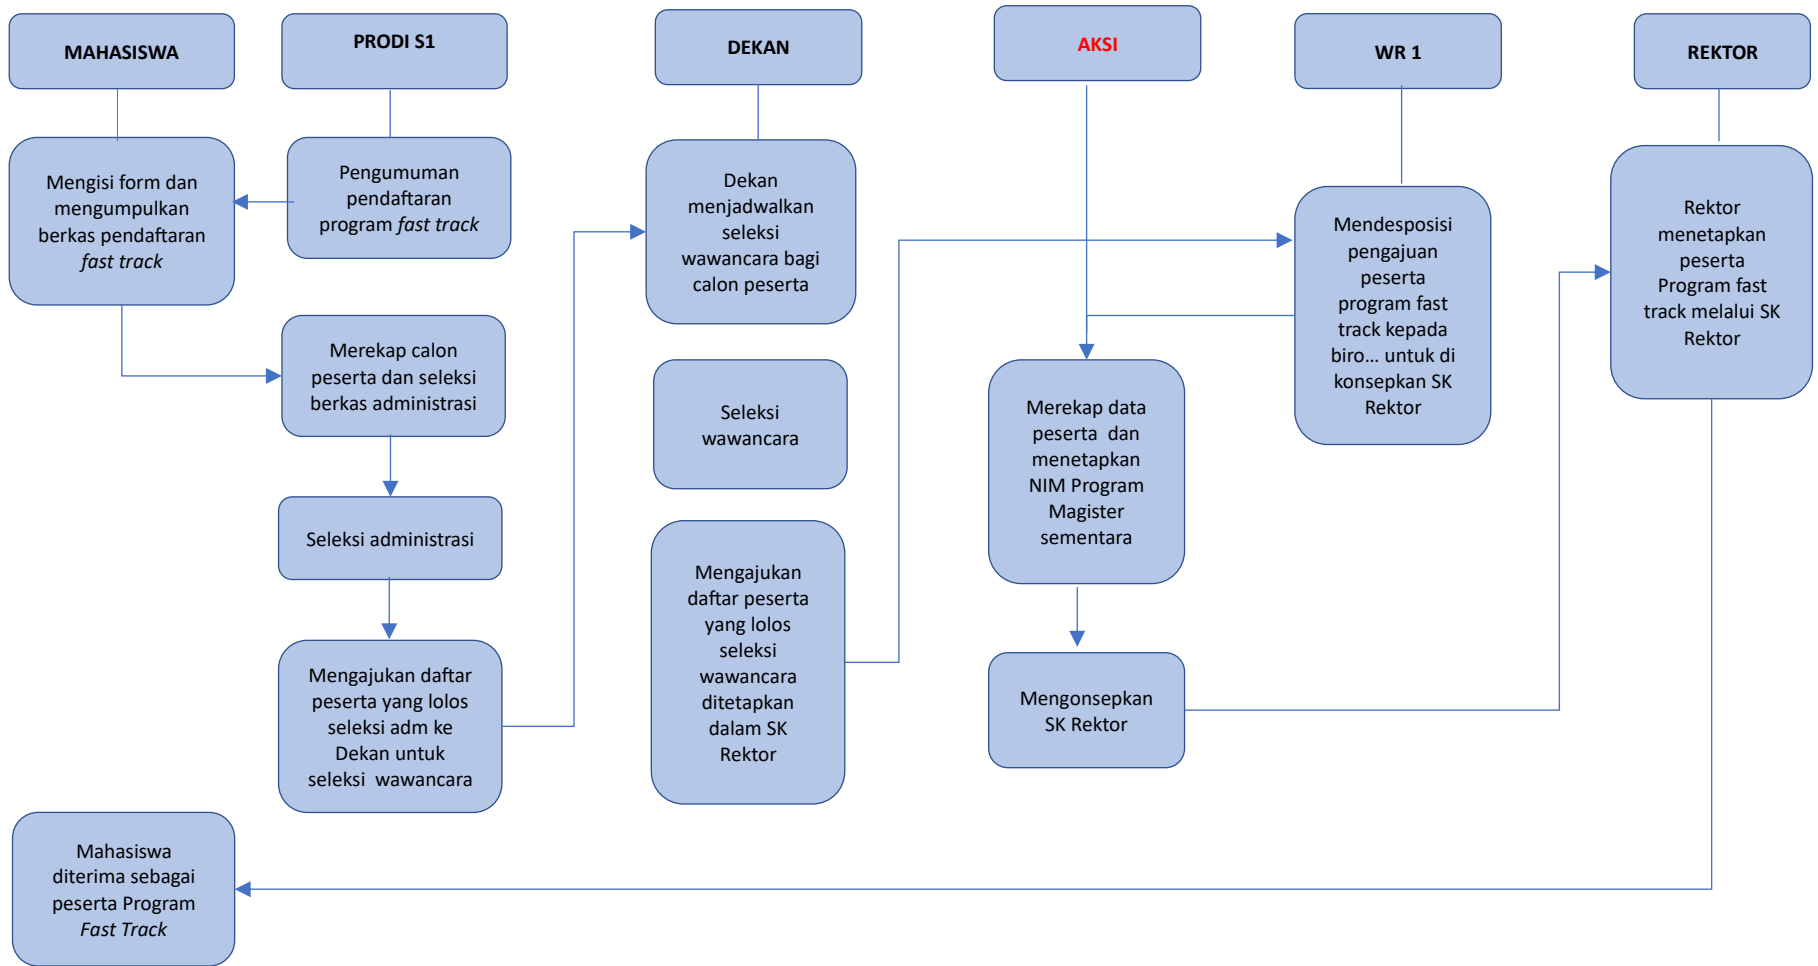 MAHASISWA
PRODI S1
DEKAN
AKSI
WR 1
REKTOR
Mengisi form dan
mengumpulkan
berkas pendaftaran
fast track
Pengumuman
pendaftaran
program fast track
Merekap calon
peserta dan seleksi
berkas administrasi
Seleksi administrasi
Mengajukan daftar
peserta yang lolos
seleksi adm ke
Dekan untuk
seleksi wawancara
Dekan
menjadwalkan
seleksi
wawancara bagi
calon peserta
Seleksi
wawancara
Mengajukan
daftar peserta
yang lolos
seleksi
wawancara
ditetapkan
dalam SK
Rektor
Mendesposisi
pengajuan
peserta
program fast
track kepada
biro... untuk di
konsepkan SK
Rektor
Merekap data
peserta dan
menetapkan
NIM Program
Magister
sementara
Mengonsepkan
SK Rektor
Rektor
menetapkan
peserta
Program fast
track melalui SK
Rektor
Mahasiswa
diterima sebagai
peserta Program
Fast Track